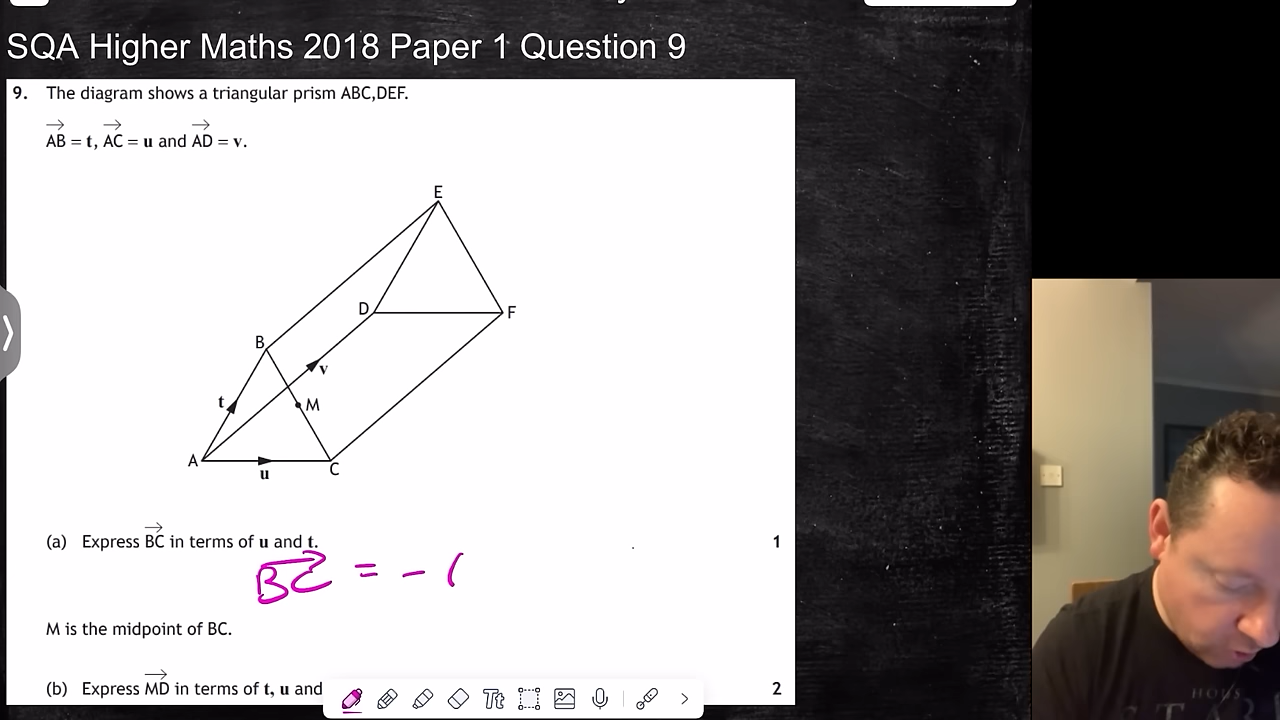 SQA Higher Maths 2018 Paper 1 Question 9
9. The diagram shows a triangular prism ABC,DEF.
AB = t, AC = u and AD = v.
E
D
F
B
v
t
M
A
C
u
(a) Express BC in terms of u and t. 1
BC = - (
M is the midpoint of BC.
(b) Express MD in terms of t, u and 2
Tt